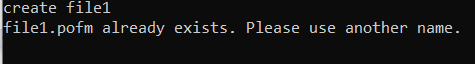 create file1
file1.pofm already exists. Please use another name.